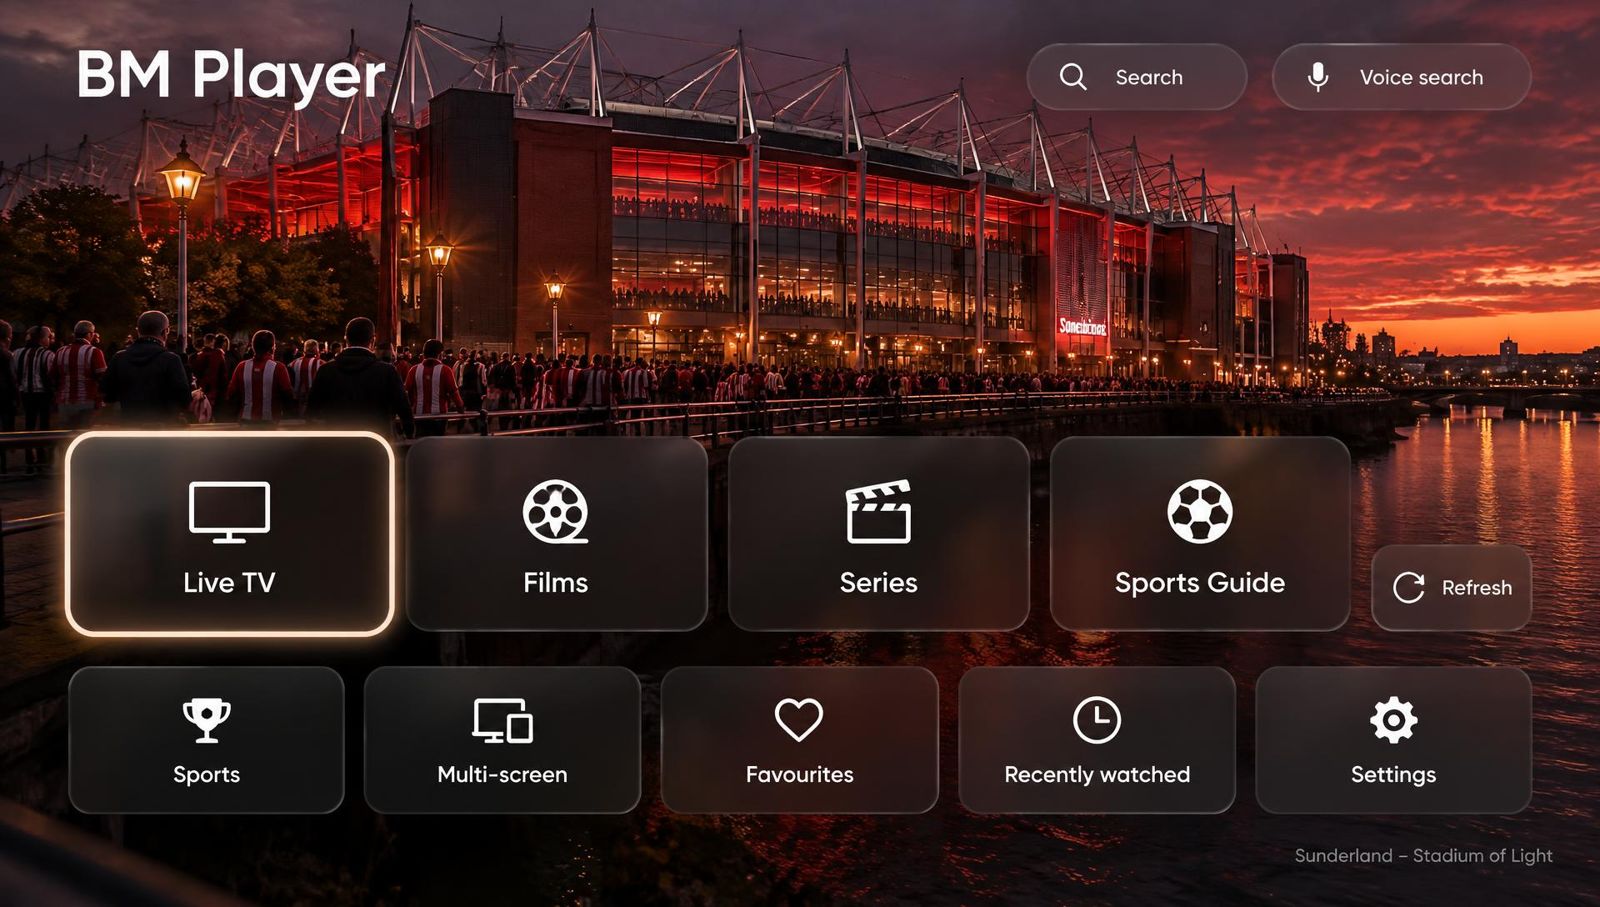 BM Player
Search
Voice search
Live TV
Films
Series
Sports Guide
Refresh
Sports
Multi-screen
Favourites
Recently watched
Settings
Sunderland – Stadium of Light